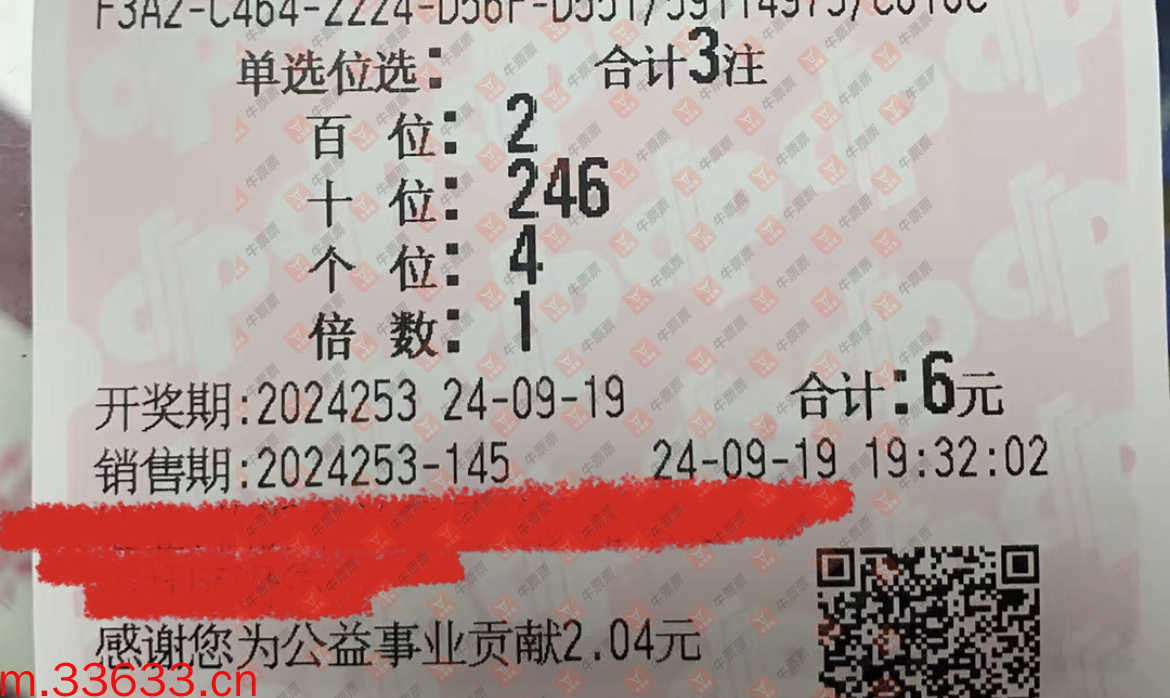 单选位选: 合计3注
百 位: 2
十 位: 246
个 位: 4
倍 数: 1
开奖期:2024253 24-09-19 合计:6元
销售期:2024253-145 24-09-19 19:32:02
感谢您为公益事业贡献2.04元
m.33633.cn